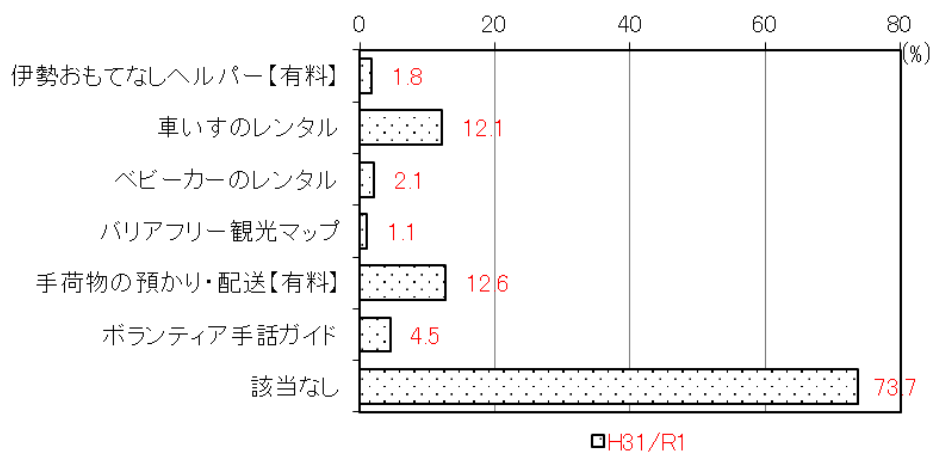 0 20 40 60 80
(%)
伊勢おもてなしヘルパー【有料】 1.8
車いすのレンタル 12.1
ベビーカーのレンタル 2.1
バリアフリー観光マップ 1.1
手荷物の預かり・配送【有料】 12.6
ボランティア手話ガイド 4.5
該当なし 73.7
H31/R1